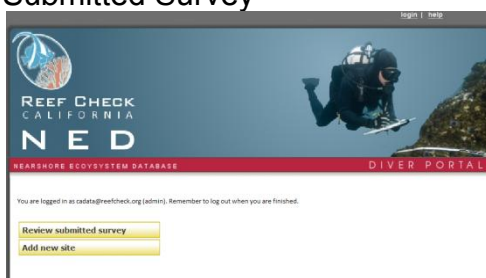 Submitted Survey
login | help
REEF CHECK
CALIFORNIA
NED
NEARSHORE ECOSYSTEM DATABASE
DIVER PORTAL
You are logged in as cadata@reefcheck.org (admin). Remember to log out when you are finished.
Review submitted survey
Add new site